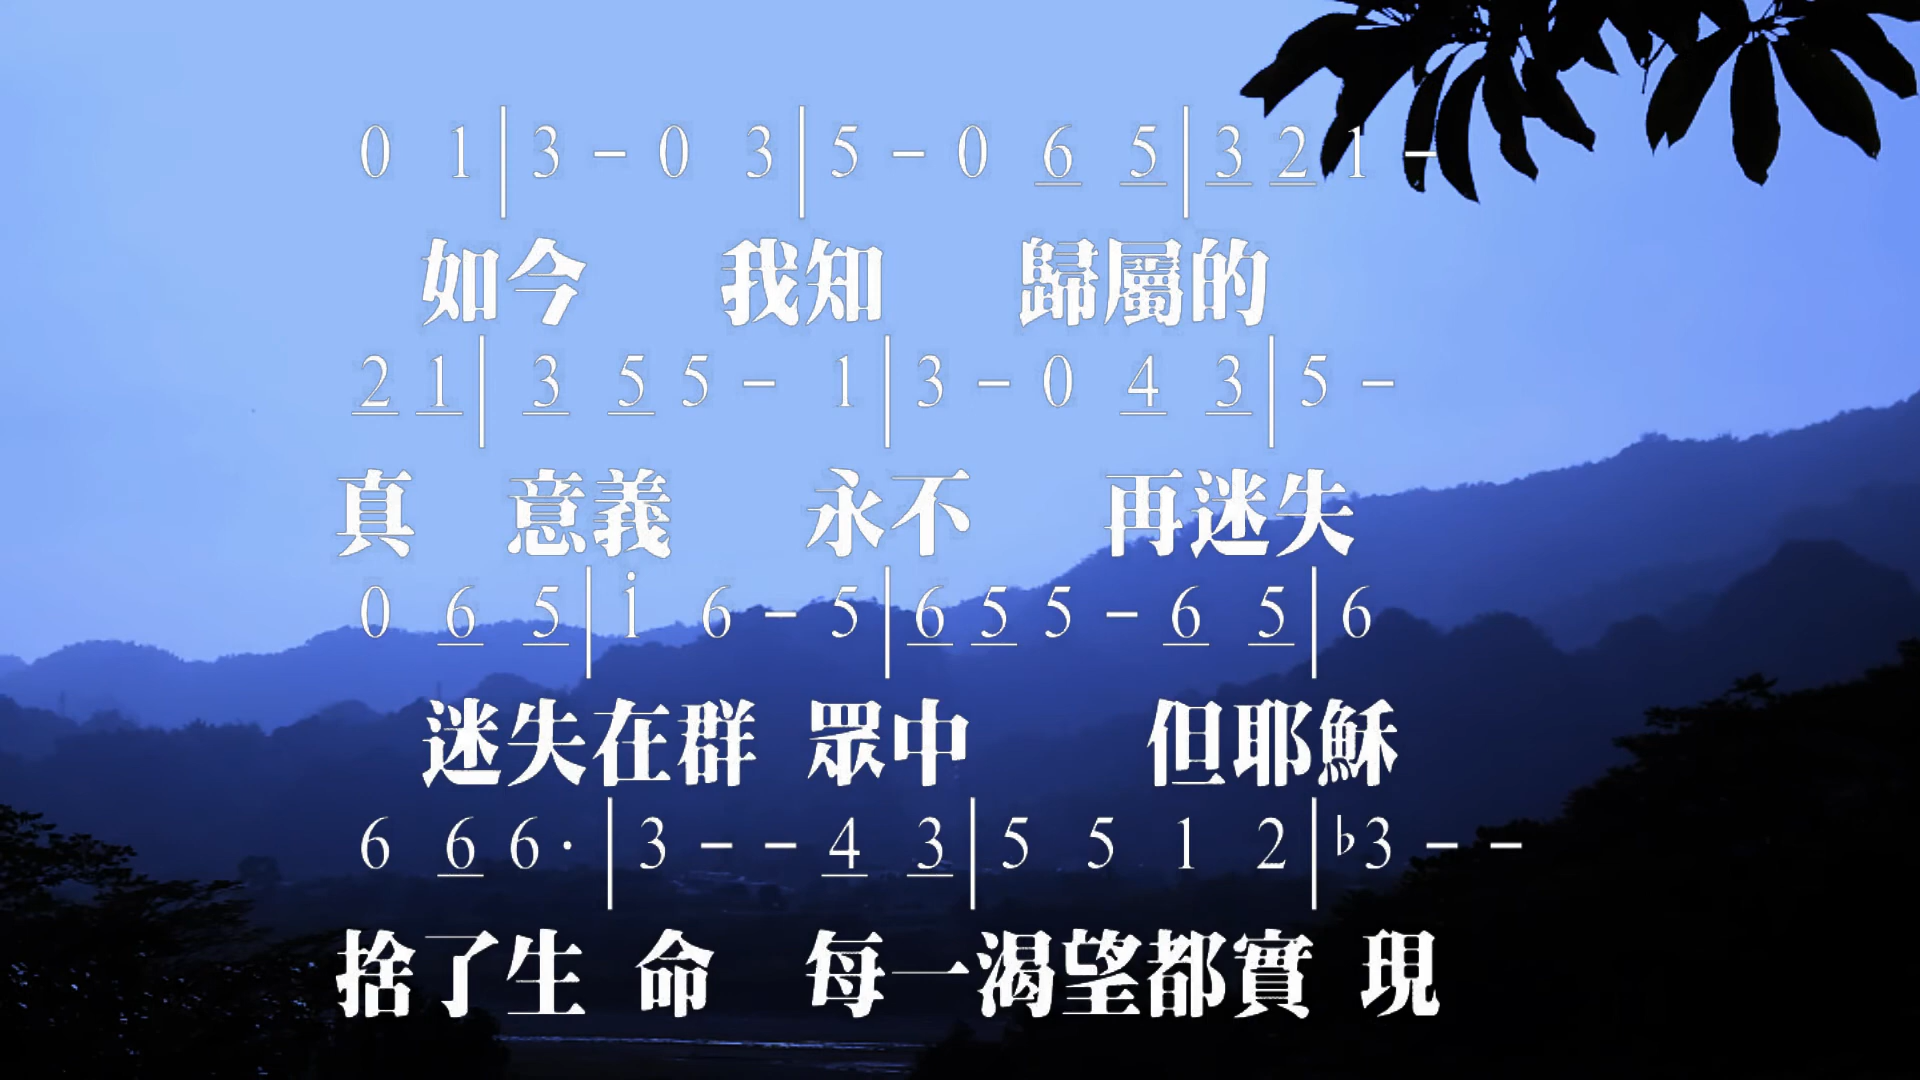 0 1|3 – 0 3|5 – 0 6 5|3 2 1 –
如今 我知 歸屬的
2 1|3 5 5 – 1|3 – 0 4 3|5 –
真 意義 永不 再迷失
0 6 5|i 6 – 5|6 5 5 – 6 5|6
迷失在群 眾中 但耶穌
6 6 6·|3 – – 4 3|5 5 1 2|♭3 – –
捨了生 命 每一渴望都實 現